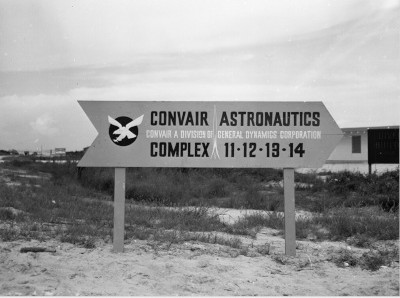 CONVAIR ASTRONAUTICS
CONVAIR A DIVISION OF GENERAL DYNAMICS CORPORATION
COMPLEX 11-12-13-14